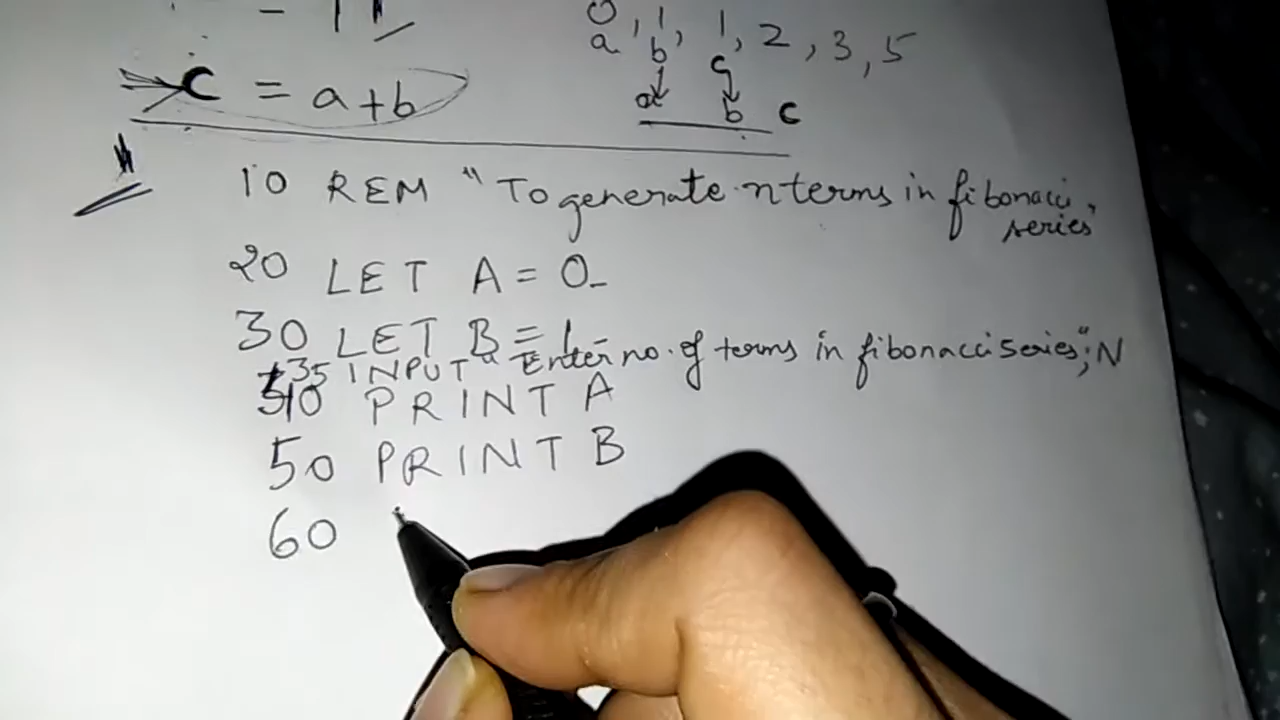 = 1
0, 1, 1, 2, 3, 5
a b c
c = a+b
a b c
10 REM "To generate n terms in fibonacci
series
20 LET A = 0
30 LET B = 1
35 INPUT "Enter no. of terms in fibonacci series"; N
40 PRINT A
50 PRINT B
60